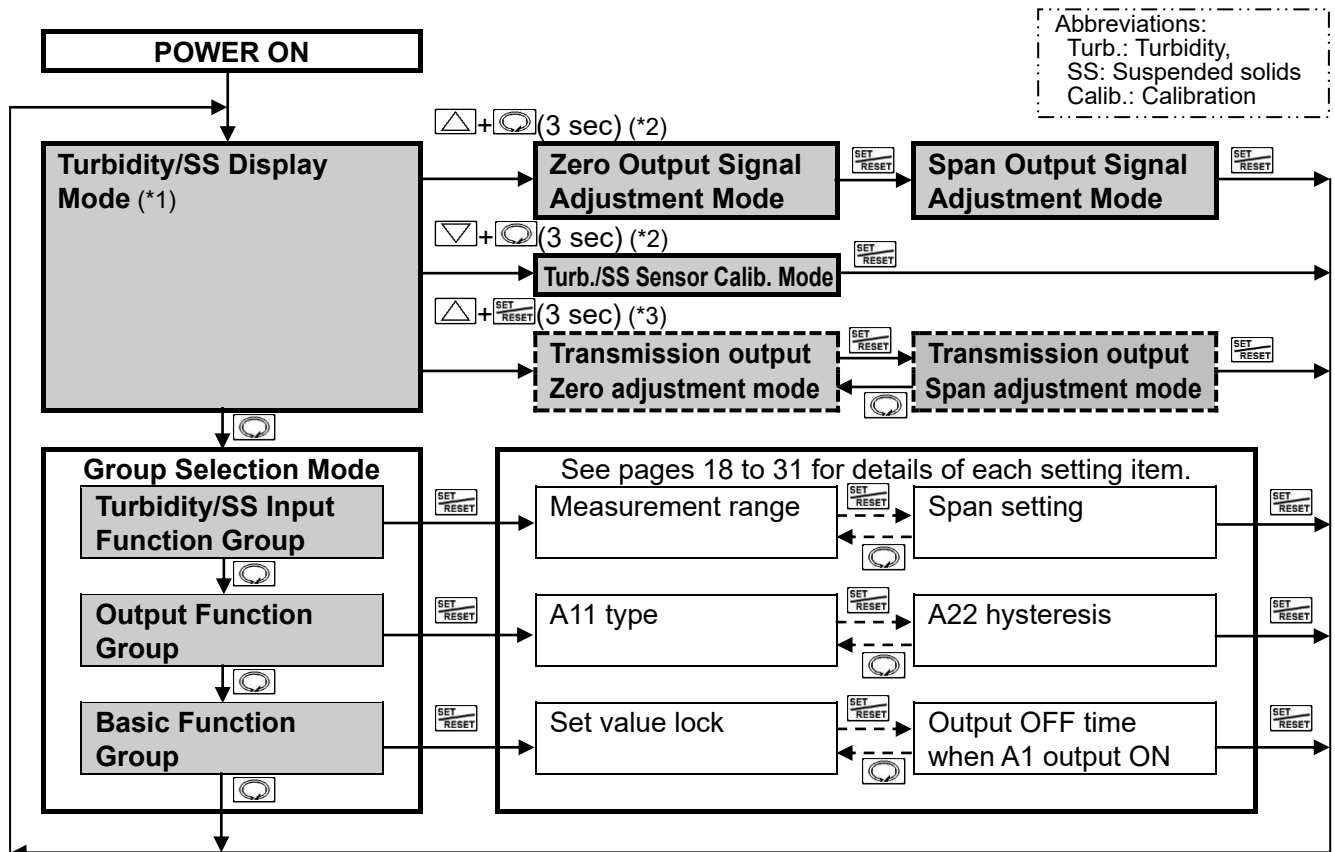 Abbreviations:
Turb.: Turbidity,
SS: Suspended solids
Calib.: Calibration
POWER ON
+ (3 sec) (*2)
Turbidity/SS Display
Mode (*1)
Zero Output Signal
Adjustment Mode
SET
RESET
Span Output Signal
Adjustment Mode
SET
RESET
+ (3 sec) (*2)
Turb./SS Sensor Calib. Mode
SET
RESET
+ SET
RESET (3 sec) (*3)
Transmission output
Zero adjustment mode
SET
RESET
Transmission output
Span adjustment mode
SET
RESET
Group Selection Mode
See pages 18 to 31 for details of each setting item.
Turbidity/SS Input
Function Group
SET
RESET
Measurement range
SET
RESET
Span setting
SET
RESET
Output Function
Group
SET
RESET
A11 type
SET
RESET
A22 hysteresis
SET
RESET
Basic Function
Group
SET
RESET
Set value lock
SET
RESET
Output OFF time
when A1 output ON
SET
RESET